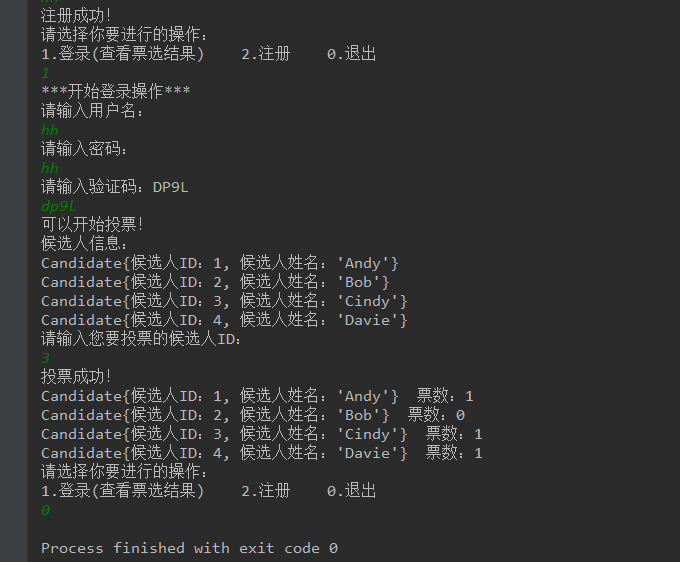 注册成功!
请选择你要进行的操作:
1.登录(查看票选结果)    2.注册    0.退出
1
***开始登录操作***
请输入用户名:
hh
请输入密码:
hh
请输入验证码: DP9L
dp9l
可以开始投票!
候选人信息:
Candidate{候选人ID: 1, 候选人姓名: 'Andy'}
Candidate{候选人ID: 2, 候选人姓名: 'Bob'}
Candidate{候选人ID: 3, 候选人姓名: 'Cindy'}
Candidate{候选人ID: 4, 候选人姓名: 'Davie'}
请输入您要投票的候选人ID:
3
投票成功!
Candidate{候选人ID: 1, 候选人姓名: 'Andy'}  票数: 1
Candidate{候选人ID: 2, 候选人姓名: 'Bob'}  票数: 0
Candidate{候选人ID: 3, 候选人姓名: 'Cindy'}  票数: 1
Candidate{候选人ID: 4, 候选人姓名: 'Davie'}  票数: 1
请选择你要进行的操作:
1.登录(查看票选结果)    2.注册    0.退出
0
Process finished with exit code 0